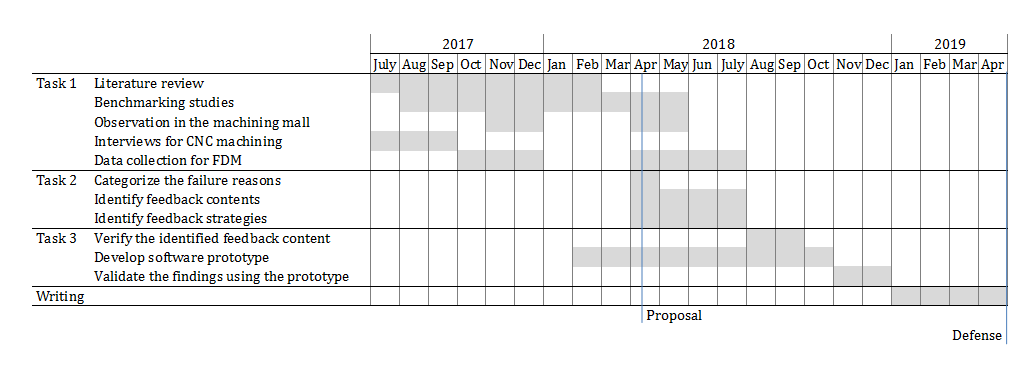 2017 2018 2019
July Aug Sep Oct Nov Dec Jan Feb Mar Apr May Jun July Aug Sep Oct Nov Dec Jan Feb Mar Apr
Task 1 Literature review
Benchmarking studies
Observation in the machining mall
Interviews for CNC machining
Data collection for FDM
Task 2 Categorize the failure reasons
Identify feedback contents
Identify feedback strategies
Task 3 Verify the identified feedback content
Develop software prototype
Validate the findings using the prototype
Writing
Proposal
Defense